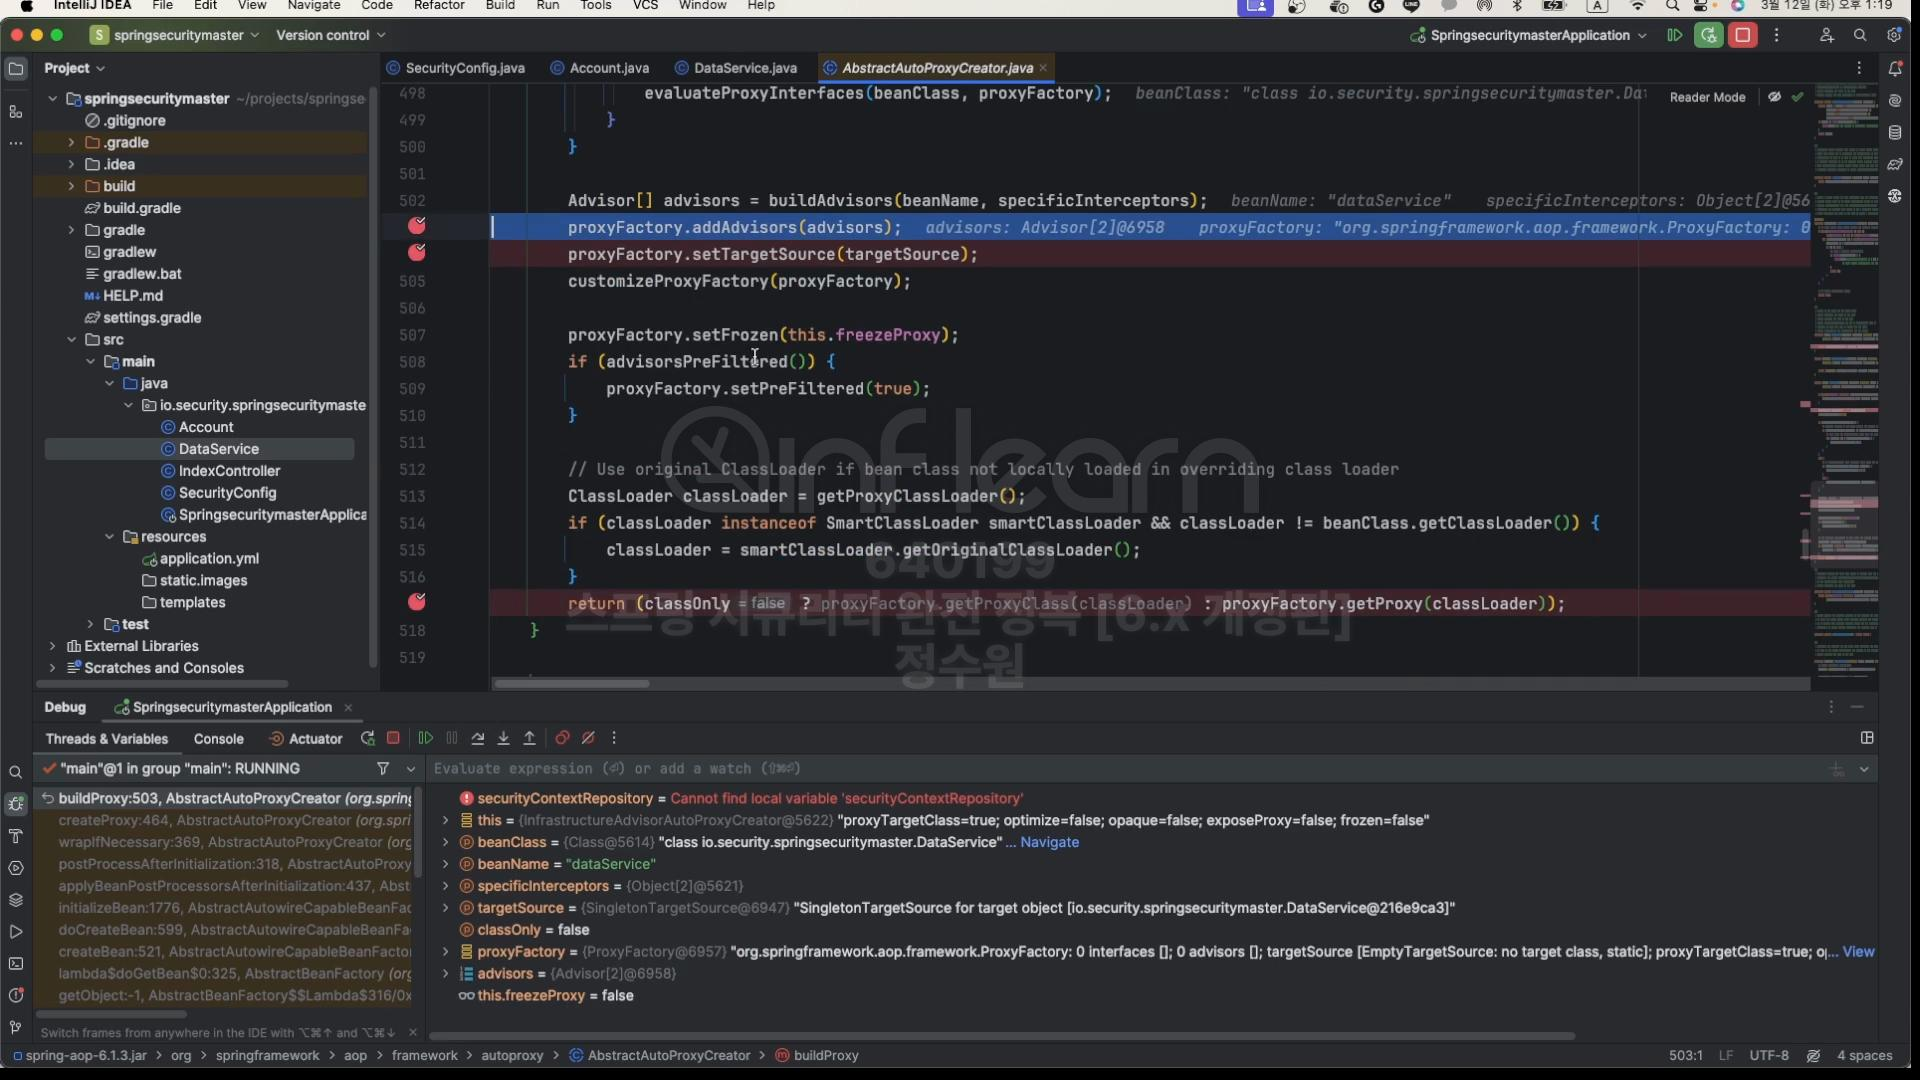 IntelliJ IDEA File Edit View Navigate Code Refactor Build Run Tools VCS Window Help
A 3월 12일 (화) 오후 1:19
S springsecuritymaster Version control
SpringsecuritymasterApplication
Project
springsecuritymaster ~/projects/springse
.gitignore
.gradle
.idea
build
build.gradle
gradle
gradlew
gradlew.bat
M↓ HELP.md
settings.gradle
src
main
java
io.security.springsecuritymaste
Account
DataService
IndexController
SecurityConfig
SpringsecuritymasterApplica
resources
application.yml
static.images
templates
test
External Libraries
Scratches and Consoles
SecurityConfig.java Account.java DataService.java AbstractAutoProxyCreator.java
Reader Mode
498 evaluateProxyInterfaces(beanClass, proxyFactory); beanClass: "class io.security.springsecuritymaster.Dat
499 }
500 }
501
502 Advisor[] advisors = buildAdvisors(beanName, specificInterceptors); beanName: "dataService" specificInterceptors: Object[2]@56
proxyFactory.addAdvisors(advisors); advisors: Advisor[2]@6958 proxyFactory: "org.springframework.aop.framework.ProxyFactory: 0
proxyFactory.setTargetSource(targetSource);
505 customizeProxyFactory(proxyFactory);
506
507 proxyFactory.setFrozen(this.freezeProxy);
508 if (advisorsPreFiltered()) {
509 proxyFactory.setPreFiltered(true);
510 }
511
512 // Use original ClassLoader if bean class not locally loaded in overriding class loader
513 ClassLoader classLoader = getProxyClassLoader();
514 if (classLoader instanceof SmartClassLoader smartClassLoader && classLoader != beanClass.getClassLoader()) {
515 classLoader = smartClassLoader.getOriginalClassLoader();
516 }
return (classOnly = false ? proxyFactory.getProxyClass(classLoader) : proxyFactory.getProxy(classLoader));
518 }
519
inflearn
640199
스프링 시큐리티 완전 정복 [6.x 개정판]
정수원
Debug SpringsecuritymasterApplication
Threads & Variables Console Actuator
"main"@1 in group "main": RUNNING
buildProxy:503, AbstractAutoProxyCreator (org.spring
createProxy:464, AbstractAutoProxyCreator (org.spri
wrapIfNecessary:369, AbstractAutoProxyCreator (org
postProcessAfterInitialization:318, AbstractAutoProxy
applyBeanPostProcessorsAfterInitialization:437, Abst
initializeBean:1776, AbstractAutowireCapableBeanFac
doCreateBean:599, AbstractAutowireCapableBeanFac
createBean:521, AbstractAutowireCapableBeanFactor
lambda$doGetBean$0:325, AbstractBeanFactory (org
getObject:-1, AbstractBeanFactory$$Lambda$316/0x
Switch frames from anywhere in the IDE with ⌥⌘↑ and ⌥⌘↓
Evaluate expression (⏎) or add a watch (⇧⌘⏎)
securityContextRepository = Cannot find local variable 'securityContextRepository'
this = {InfrastructureAdvisorAutoProxyCreator@5622} "proxyTargetClass=true; optimize=false; opaque=false; exposeProxy=false; frozen=false"
beanClass = {Class@5614} "class io.security.springsecuritymaster.DataService" ... Navigate
beanName = "dataService"
specificInterceptors = {Object[2]@5621}
targetSource = {SingletonTargetSource@6947} "SingletonTargetSource for target object [io.security.springsecuritymaster.DataService@216e9ca3]"
classOnly = false
proxyFactory = {ProxyFactory@6957} "org.springframework.aop.framework.ProxyFactory: 0 interfaces []; 0 advisors []; targetSource [EmptyTargetSource: no target class, static]; proxyTargetClass=true; o|... View
advisors = {Advisor[2]@6958}
this.freezeProxy = false
spring-aop-6.1.3.jar > org > springframework > aop > framework > autoproxy > AbstractAutoProxyCreator > buildProxy
503:1 LF UTF-8 4 spaces